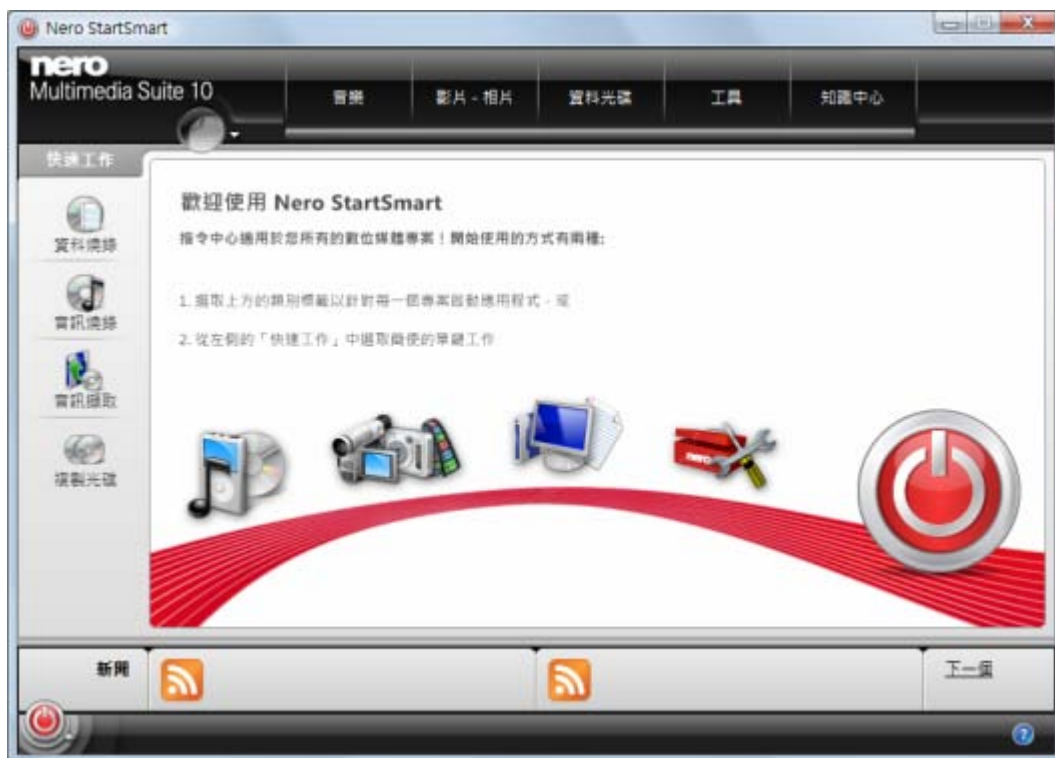 Nero StartSmart
nero
Multimedia Suite 10
音樂
影片 - 相片
資料光碟
工具
知識中心
快速工作
資料燒錄
音訊燒錄
音訊擷取
複製光碟
歡迎使用 Nero StartSmart
指令中心適用於您所有的數位媒體專案！開始使用的方式有兩種:
1. 選取上方的類別標籤以針對每一個專案啟動應用程式 - 或
2. 從左側的「快速工作」中選取簡便的單鍵工作
nero
新聞
下一個
?